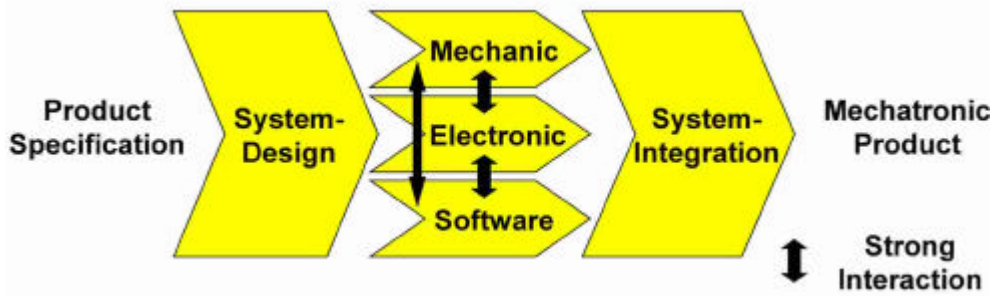 Product
Specification
System-
Design
Mechanic
Electronic
Software
System-
Integration
Mechatronic
Product
Strong
Interaction